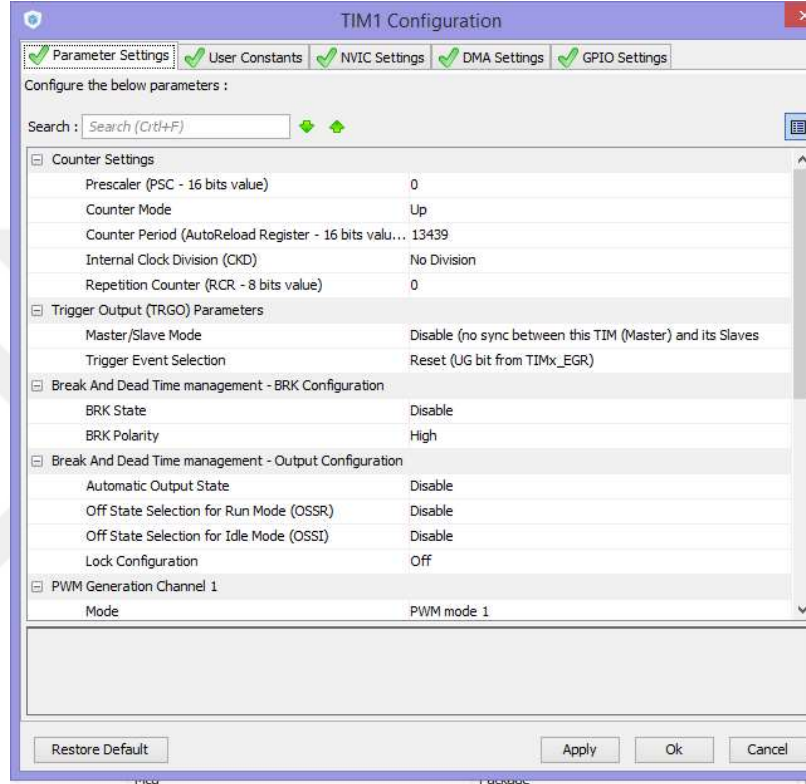 TIM1 Configuration
Parameter Settings User Constants NVIC Settings DMA Settings GPIO Settings
Configure the below parameters :
Search : Search (Crtl+F)
Counter Settings
Prescaler (PSC - 16 bits value) 0
Counter Mode Up
Counter Period (AutoReload Register - 16 bits valu... 13439
Internal Clock Division (CKD) No Division
Repetition Counter (RCR - 8 bits value) 0
Trigger Output (TRGO) Parameters
Master/Slave Mode Disable (no sync between this TIM (Master) and its Slaves
Trigger Event Selection Reset (UG bit from TIMx_EGR)
Break And Dead Time management - BRK Configuration
BRK State Disable
BRK Polarity High
Break And Dead Time management - Output Configuration
Automatic Output State Disable
Off State Selection for Run Mode (OSSR) Disable
Off State Selection for Idle Mode (OSSI) Disable
Lock Configuration Off
PWM Generation Channel 1
Mode PWM mode 1
Restore Default Apply Ok Cancel